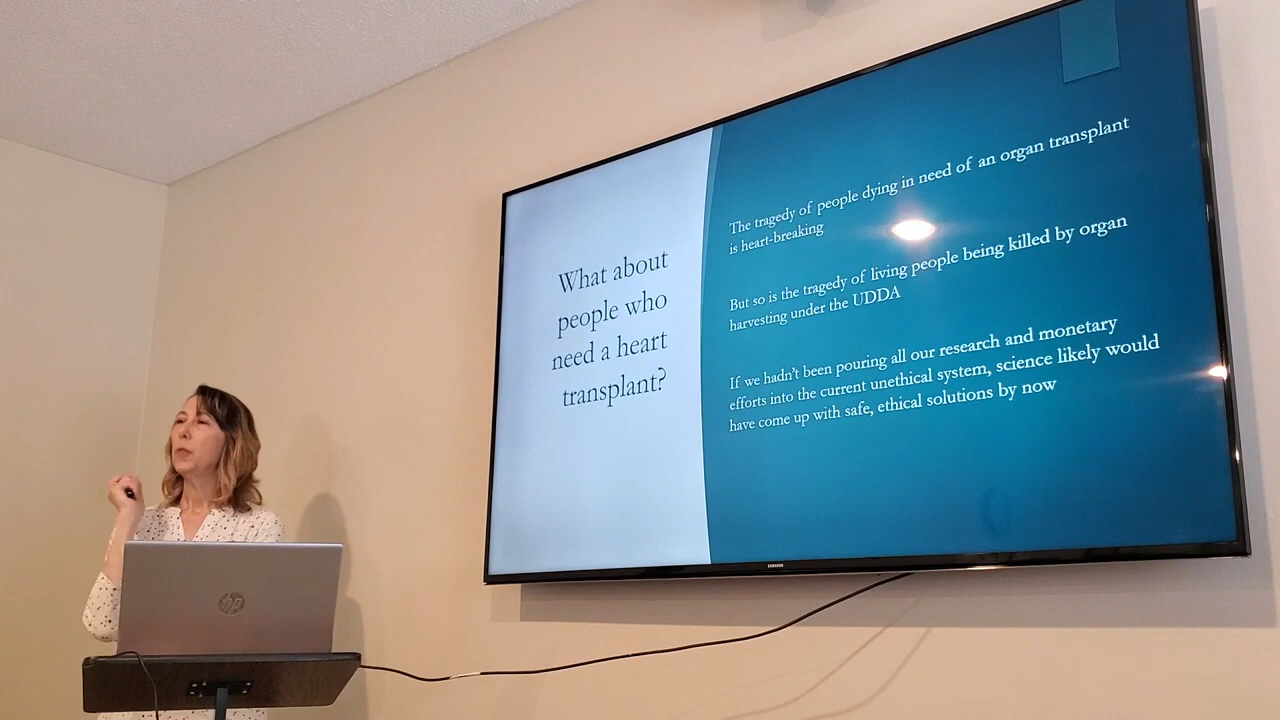 What about
people who
need a heart
transplant?
The tragedy of people dying in need of an organ transplant
is heart-breaking
But so is the tragedy of living people being killed by organ
harvesting under the UDDA
If we hadn't been pouring all our research and monetary
efforts into the current unethical system, science likely would
have come up with safe, ethical solutions by now
SAMSUNG
hp